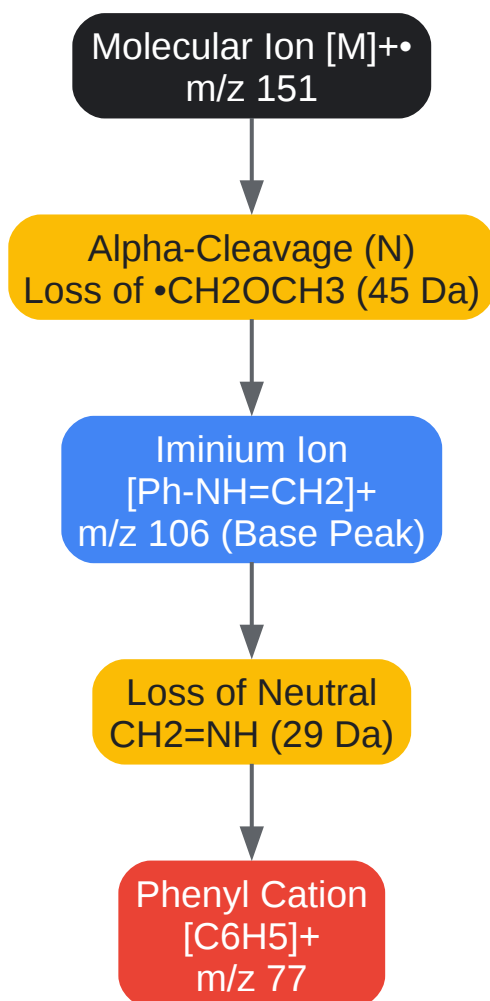 Molecular Ion [M]+•
m/z 151
Alpha-Cleavage (N)
Loss of •CH2OCH3 (45 Da)
Iminium Ion
[Ph-NH=CH2]+
m/z 106 (Base Peak)
Loss of Neutral
CH2=NH (29 Da)
Phenyl Cation
[C6H5]+
m/z 77